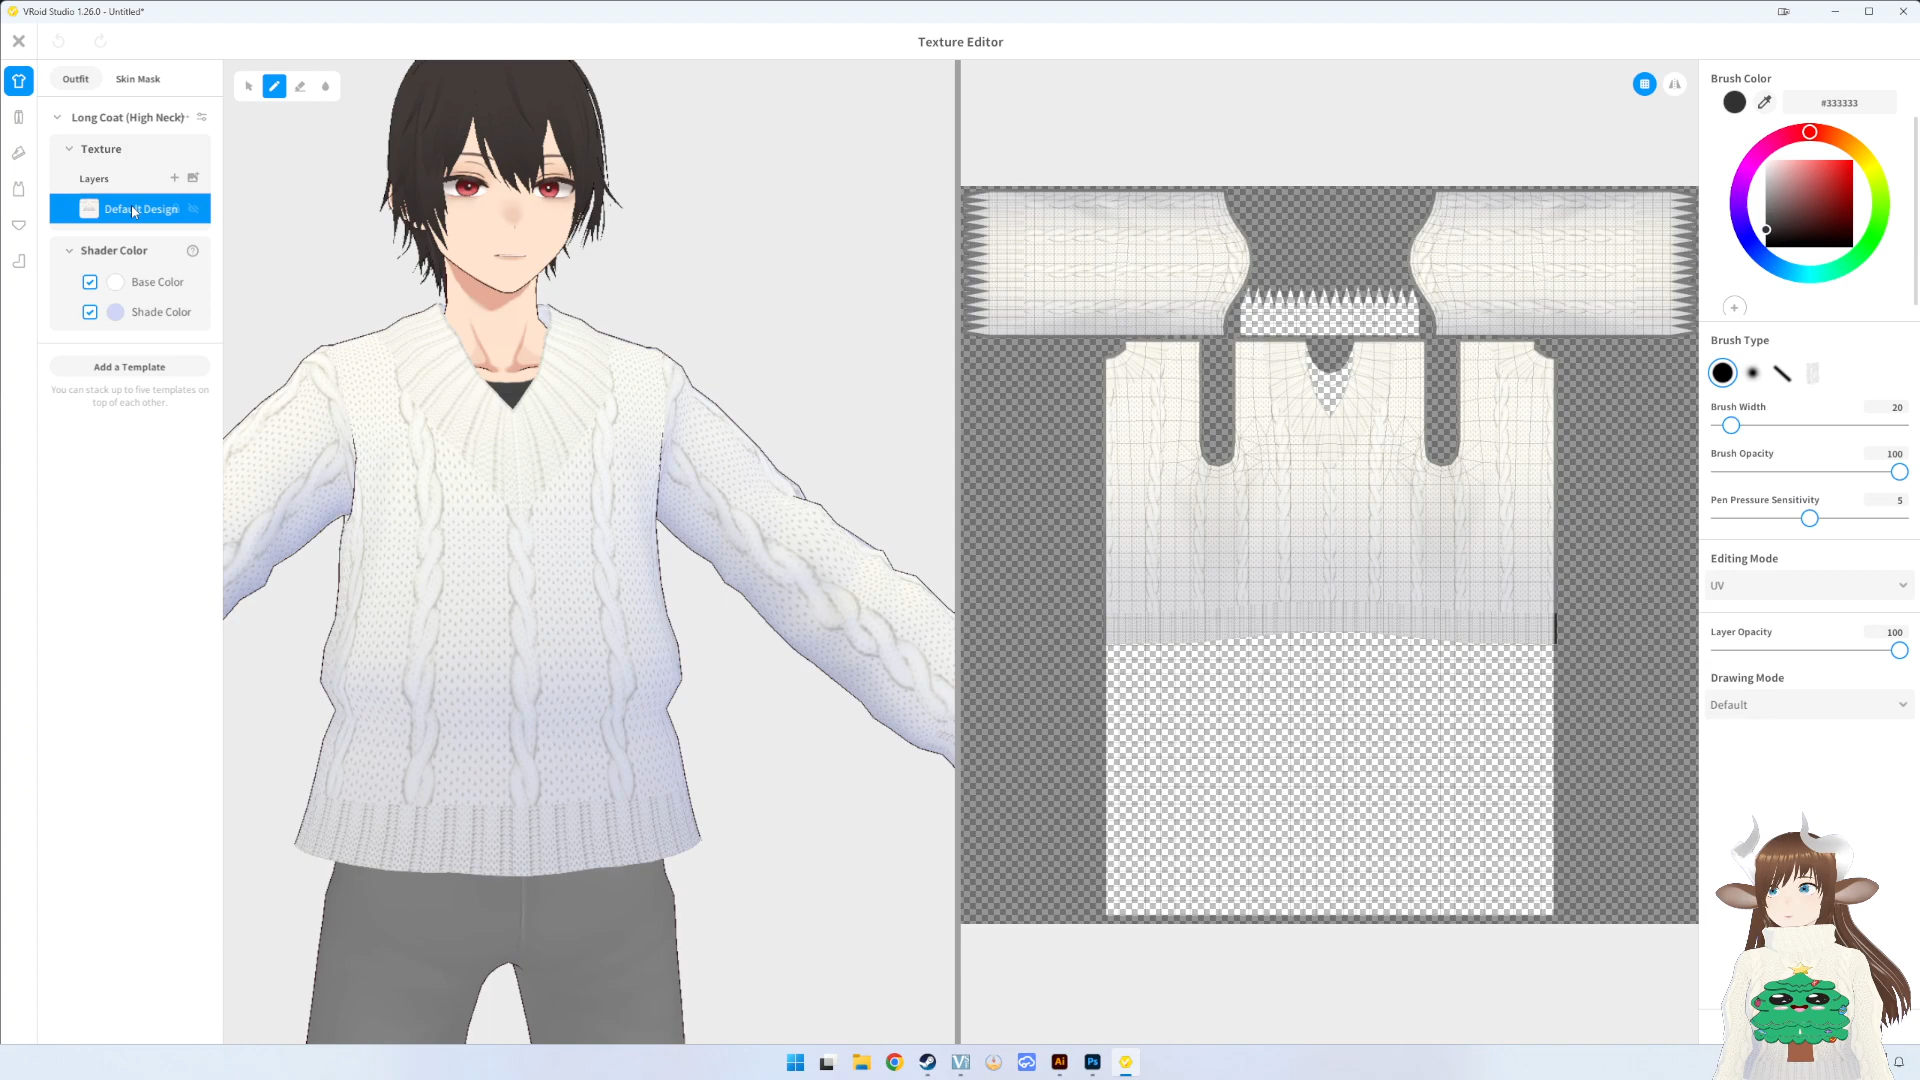 VRoid Studio 1.26.0 - Untitled*
Texture Editor
Outfit
Skin Mask
Long Coat (High Neck)
Texture
Layers
Default Design
Shader Color
Base Color
Shade Color
Add a Template
You can stack up to five templates on
top of each other.
Brush Color
#333333
Brush Type
Brush Width
20
Brush Opacity
100
Pen Pressure Sensitivity
5
Editing Mode
UV
Layer Opacity
100
Drawing Mode
Default
Ai
Ps